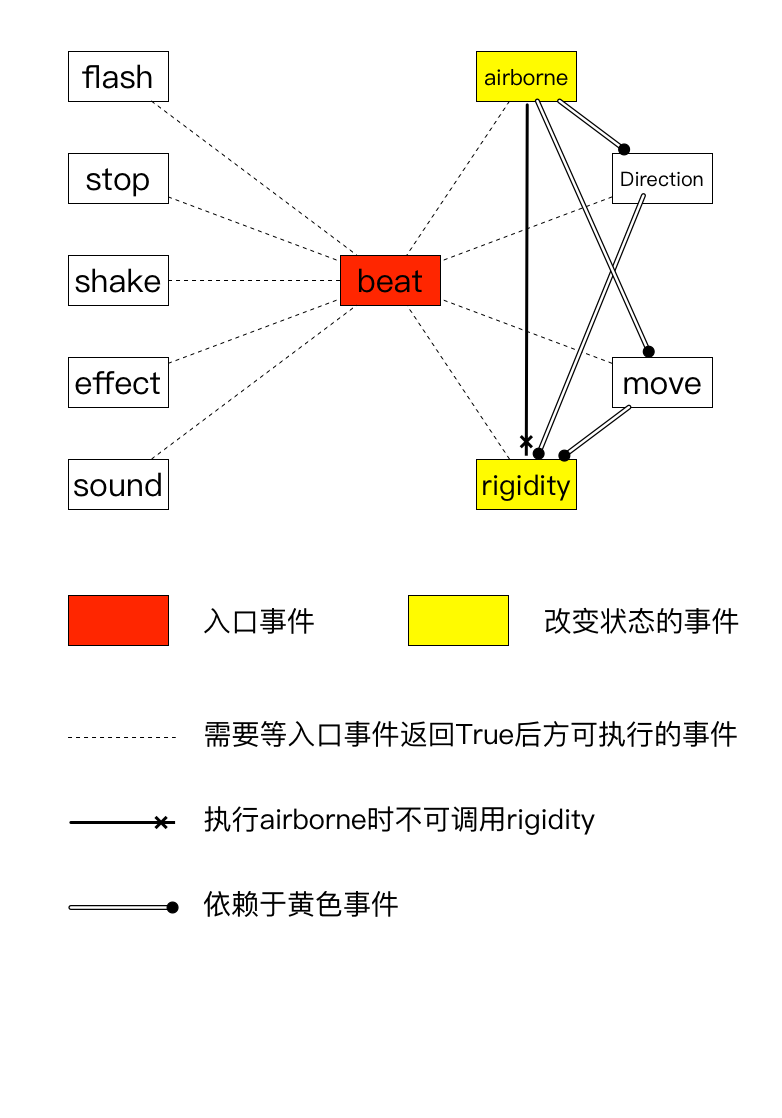 flash
airborne
stop
Direction
shake
beat
effect
move
sound
rigidity
入口事件
改变状态的事件
需要等入口事件返回True后方可执行的事件
执行airborne时不可调用rigidity
依赖于黄色事件